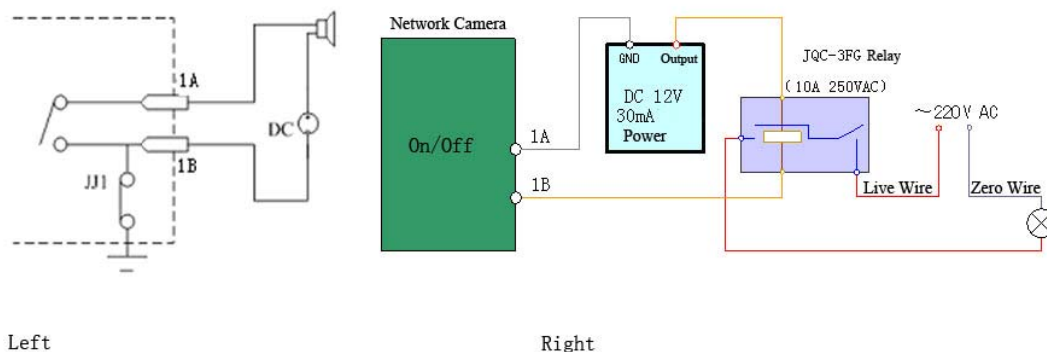 1A
DC
1B
JJ1
Network Camera
On/Off
1A
1B
GND
Output
DC 12V
30mA
Power
JQC-3FG Relay
(10A 250VAC)
~220V AC
Live Wire
Zero Wire
Left
Right